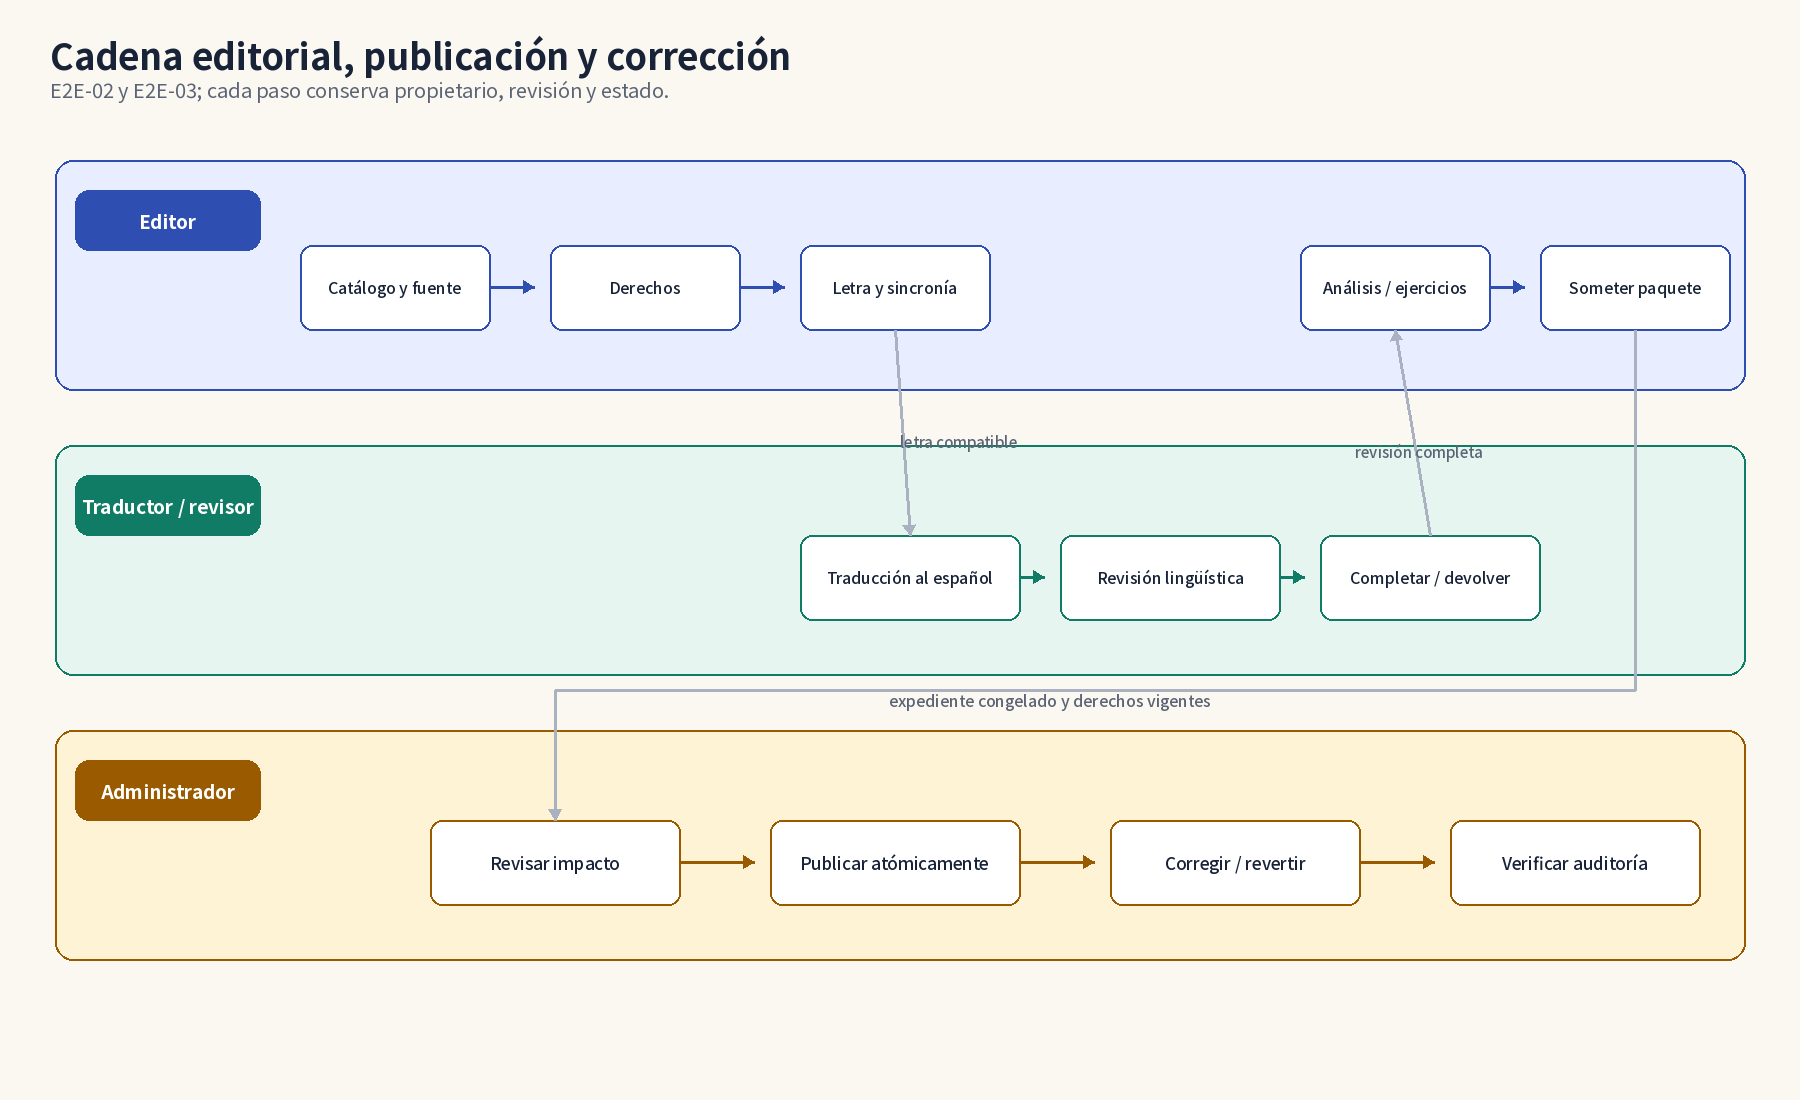 Cadena editorial, publicación y corrección
E2E-02 y E2E-03; cada paso conserva propietario, revisión y estado.
Editor
Catálogo y fuente
Derechos
Letra y sincronía
Análisis / ejercicios
Someter paquete
letra compatible
revisión completa
Traductor / revisor
Traducción al español
Revisión lingüística
Completar / devolver
expediente congelado y derechos vigentes
Administrador
Revisar impacto
Publicar atómicamente
Corregir / revertir
Verificar auditoría